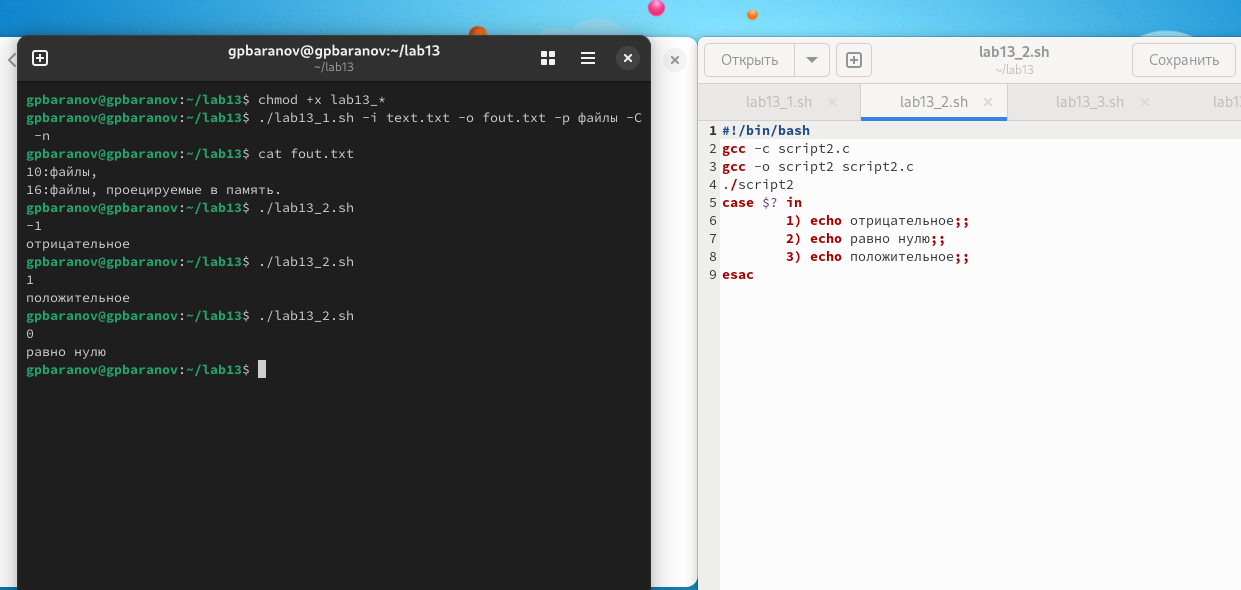 gpbaranov@gpbaranov:~/lab13
~/lab13
gpbaranov@gpbaranov:~/lab13$ chmod +x lab13_*
gpbaranov@gpbaranov:~/lab13$ ./lab13_1.sh -i text.txt -o fout.txt -p файлы -C
-n
gpbaranov@gpbaranov:~/lab13$ cat fout.txt
10:файлы,
16:файлы, проецируемые в память.
gpbaranov@gpbaranov:~/lab13$ ./lab13_2.sh
-1
отрицательное
gpbaranov@gpbaranov:~/lab13$ ./lab13_2.sh
1
положительное
gpbaranov@gpbaranov:~/lab13$ ./lab13_2.sh
0
равно нулю
gpbaranov@gpbaranov:~/lab13$
Открыть
lab13_2.sh
~/lab13
Сохранить
lab13_1.sh
lab13_2.sh
lab13_3.sh
lab1
1 #!/bin/bash
2 gcc -c script2.c
3 gcc -o script2 script2.c
4 ./script2
5 case $? in
6 1) echo отрицательное;;
7 2) echo равно нулю;;
8 3) echo положительное;;
9 esac